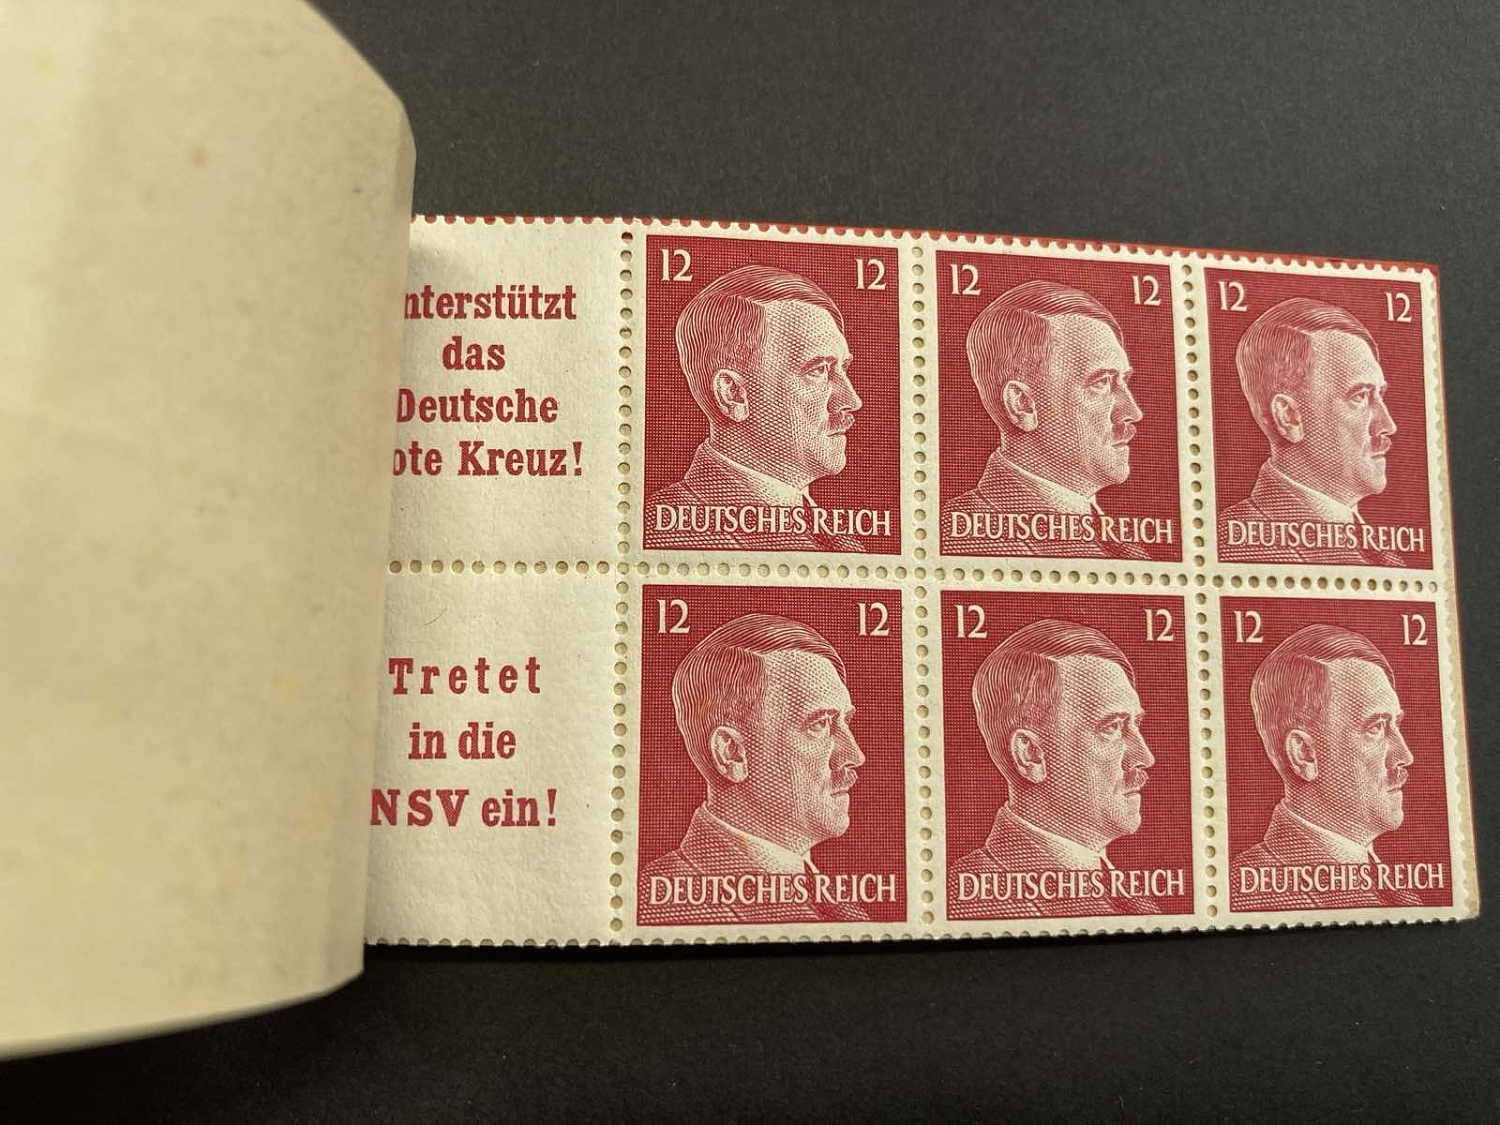 nterstützt
das
Deutsche
ote Kreuz!
Tretet
in die
NSV ein!
12 12
DEUTSCHES REICH
12 12
DEUTSCHES REICH
12 12
DEUTSCHES REICH
12 12
DEUTSCHES REICH
12 12
DEUTSCHES REICH
12 12
DEUTSCHES REICH